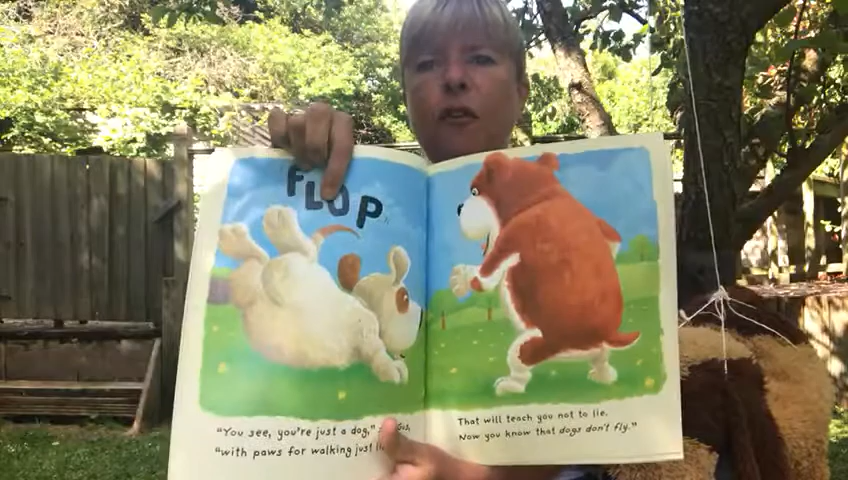 FLOP
"You see, you're just a dog," Gus,
"with paws for walking just
That will teach you not to lie.
Now you know that dogs don't fly."